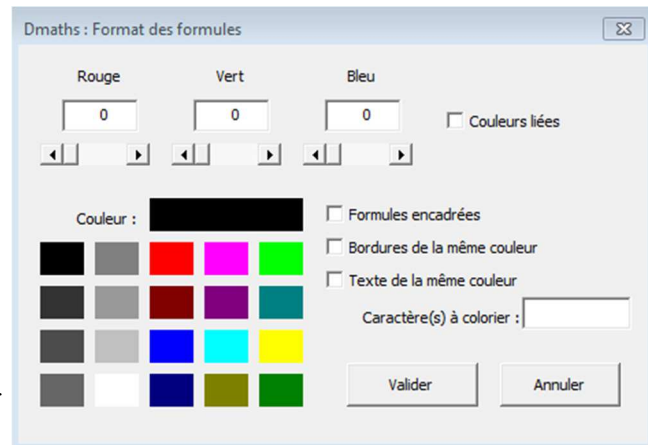 Dmaths : Format des formules
Rouge Vert Bleu
0 0 0
Couleurs liées
Couleur :
Formules encadrées
Bordures de la même couleur
Texte de la même couleur
Caractère(s) à colorier :
Valider Annuler